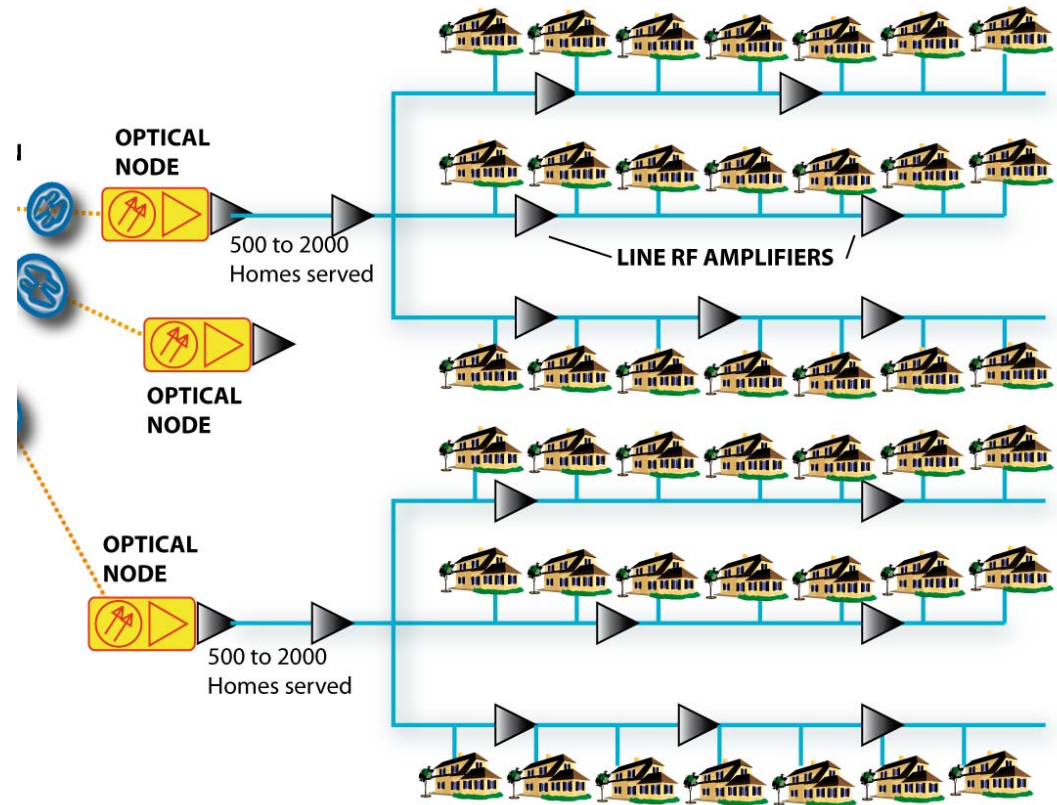 OPTICAL
NODE
500 to 2000
Homes served
LINE RF AMPLIFIERS
OPTICAL
NODE
OPTICAL
NODE
500 to 2000
Homes served